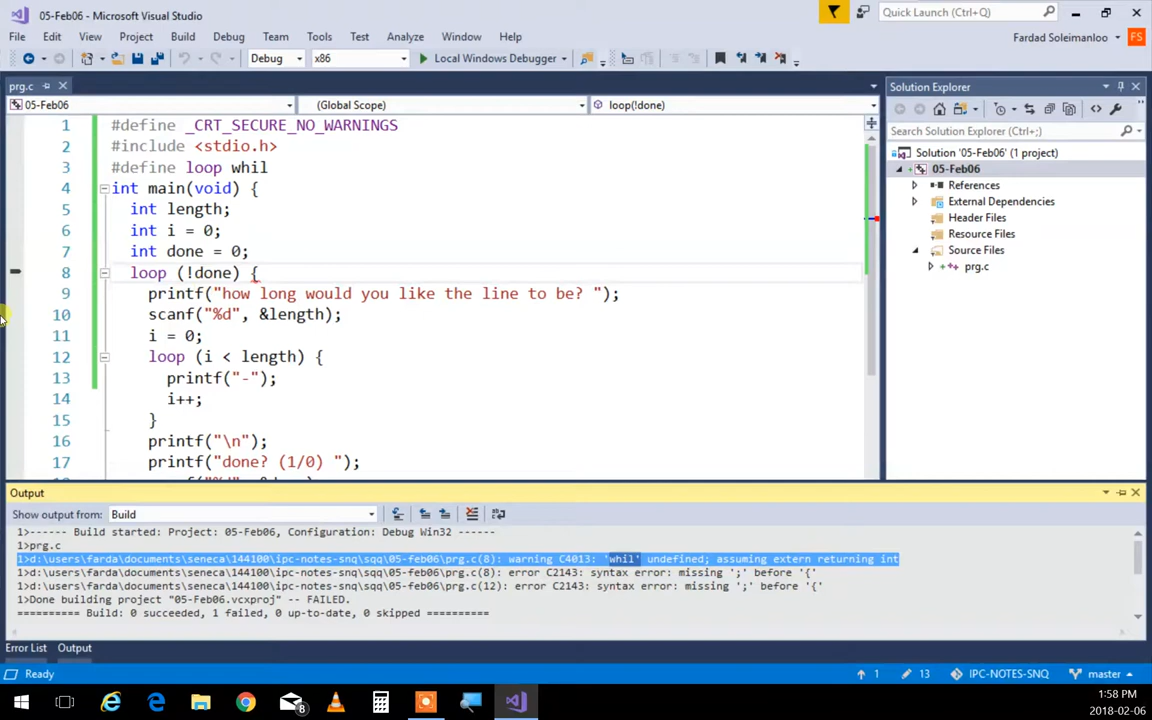 05-Feb06 - Microsoft Visual Studio
Quick Launch (Ctrl+Q)
File Edit View Project Build Debug Team Tools Test Analyze Window Help
Fardad Soleimanloo FS
Debug x86 Local Windows Debugger
prg.c
05-Feb06 (Global Scope) loop(!done)
1 #define _CRT_SECURE_NO_WARNINGS
2 #include <stdio.h>
3 #define loop whil
4 int main(void) {
5 int length;
6 int i = 0;
7 int done = 0;
8 loop (!done) {
9 printf("how long would you like the line to be? ");
10 scanf("%d", &length);
11 i = 0;
12 loop (i < length) {
13 printf("-");
14 i++;
15 }
16 printf("\n");
17 printf("done? (1/0) ");
Solution Explorer
Search Solution Explorer (Ctrl+;)
Solution '05-Feb06' (1 project)
05-Feb06
References
External Dependencies
Header Files
Resource Files
Source Files
prg.c
Output
Show output from: Build
1>------ Build started: Project: 05-Feb06, Configuration: Debug Win32 ------
1>prg.c
1>d:\users\farda\documents\seneca\144100\ipc-notes-snq\sqq\05-feb06\prg.c(8): warning C4013: 'whil' undefined; assuming extern returning int
1>d:\users\farda\documents\seneca\144100\ipc-notes-snq\sqq\05-feb06\prg.c(8): error C2143: syntax error: missing ';' before '{'
1>d:\users\farda\documents\seneca\144100\ipc-notes-snq\sqq\05-feb06\prg.c(12): error C2143: syntax error: missing ';' before '{'
1>Done building project "05-Feb06.vcxproj" -- FAILED.
========== Build: 0 succeeded, 1 failed, 0 up-to-date, 0 skipped ==========
Error List Output
Ready 1 13 IPC-NOTES-SNQ master
8
1:58 PM
2018-02-06